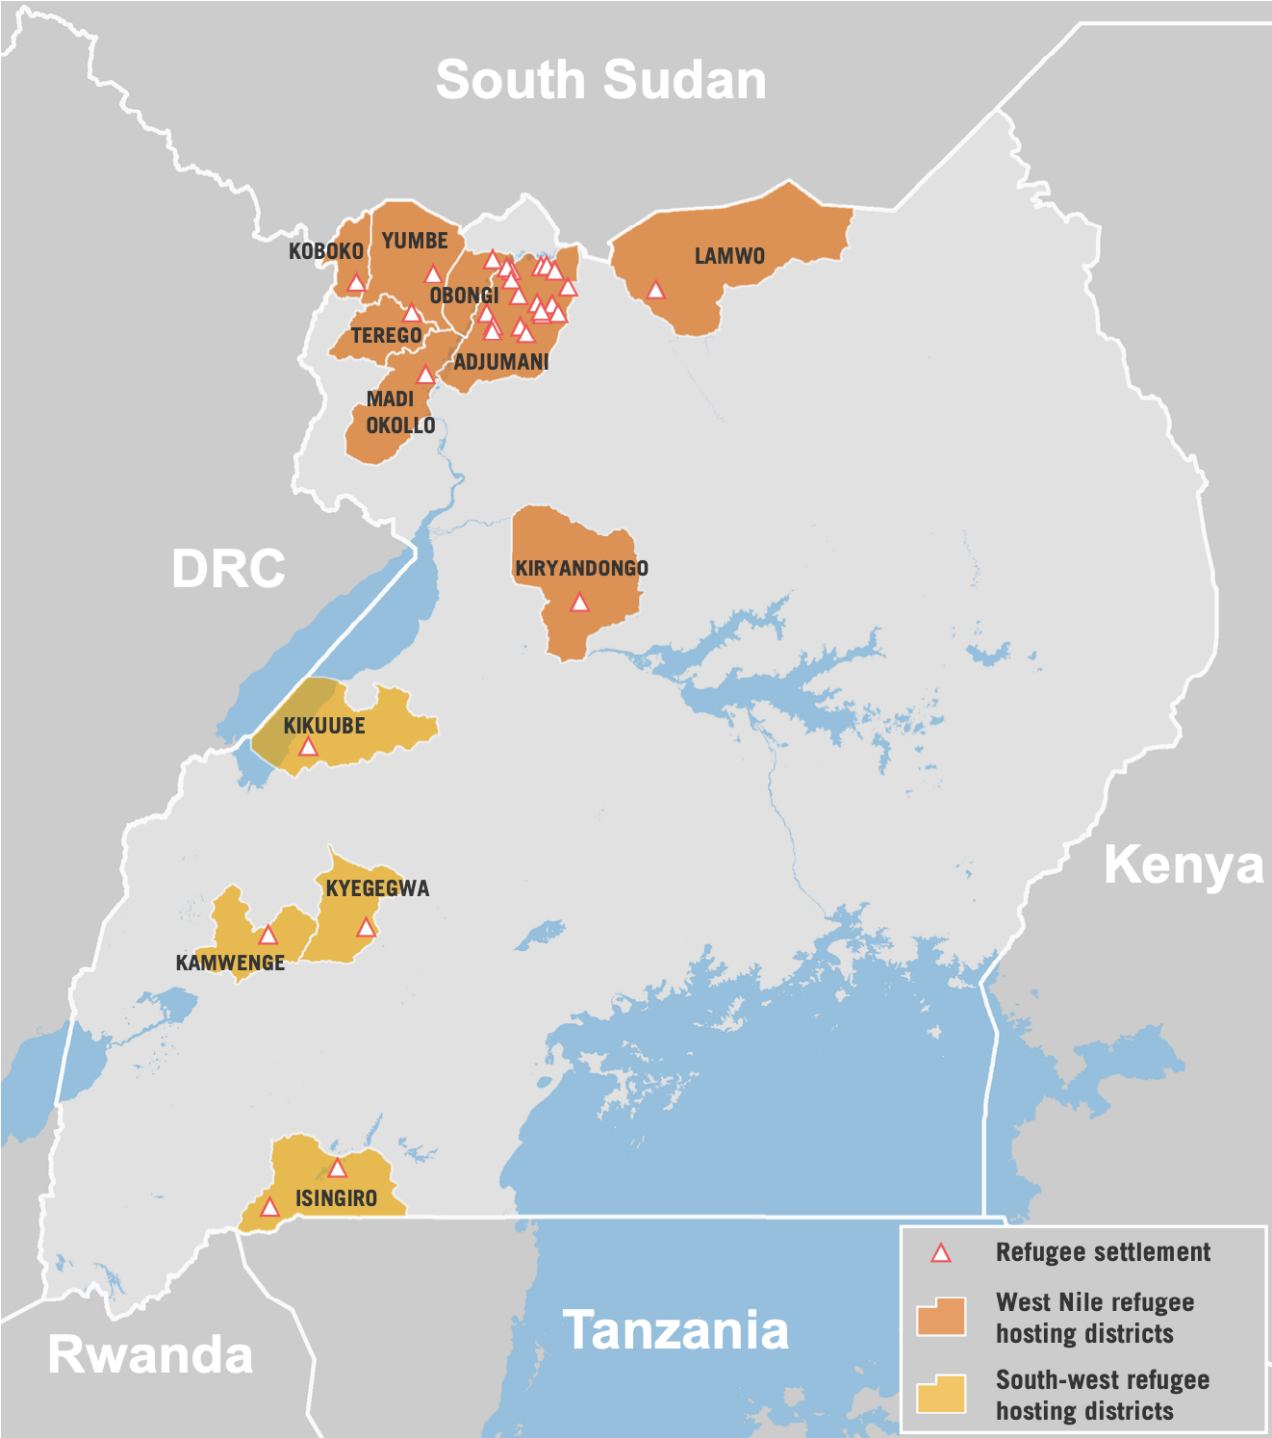 South Sudan
KOBOKO
YUMBE
LAMWO
OBONGI
TEREGO
ADJUMANI
MADI
OKOLLO
DRC
KIRYANDONGO
KIKUUBE
Kenya
KYEGEGWA
KAMWENGE
ISINGIRO
Refugee settlement
West Nile refugee
hosting districts
South-west refugee
hosting districts
Tanzania
Rwanda